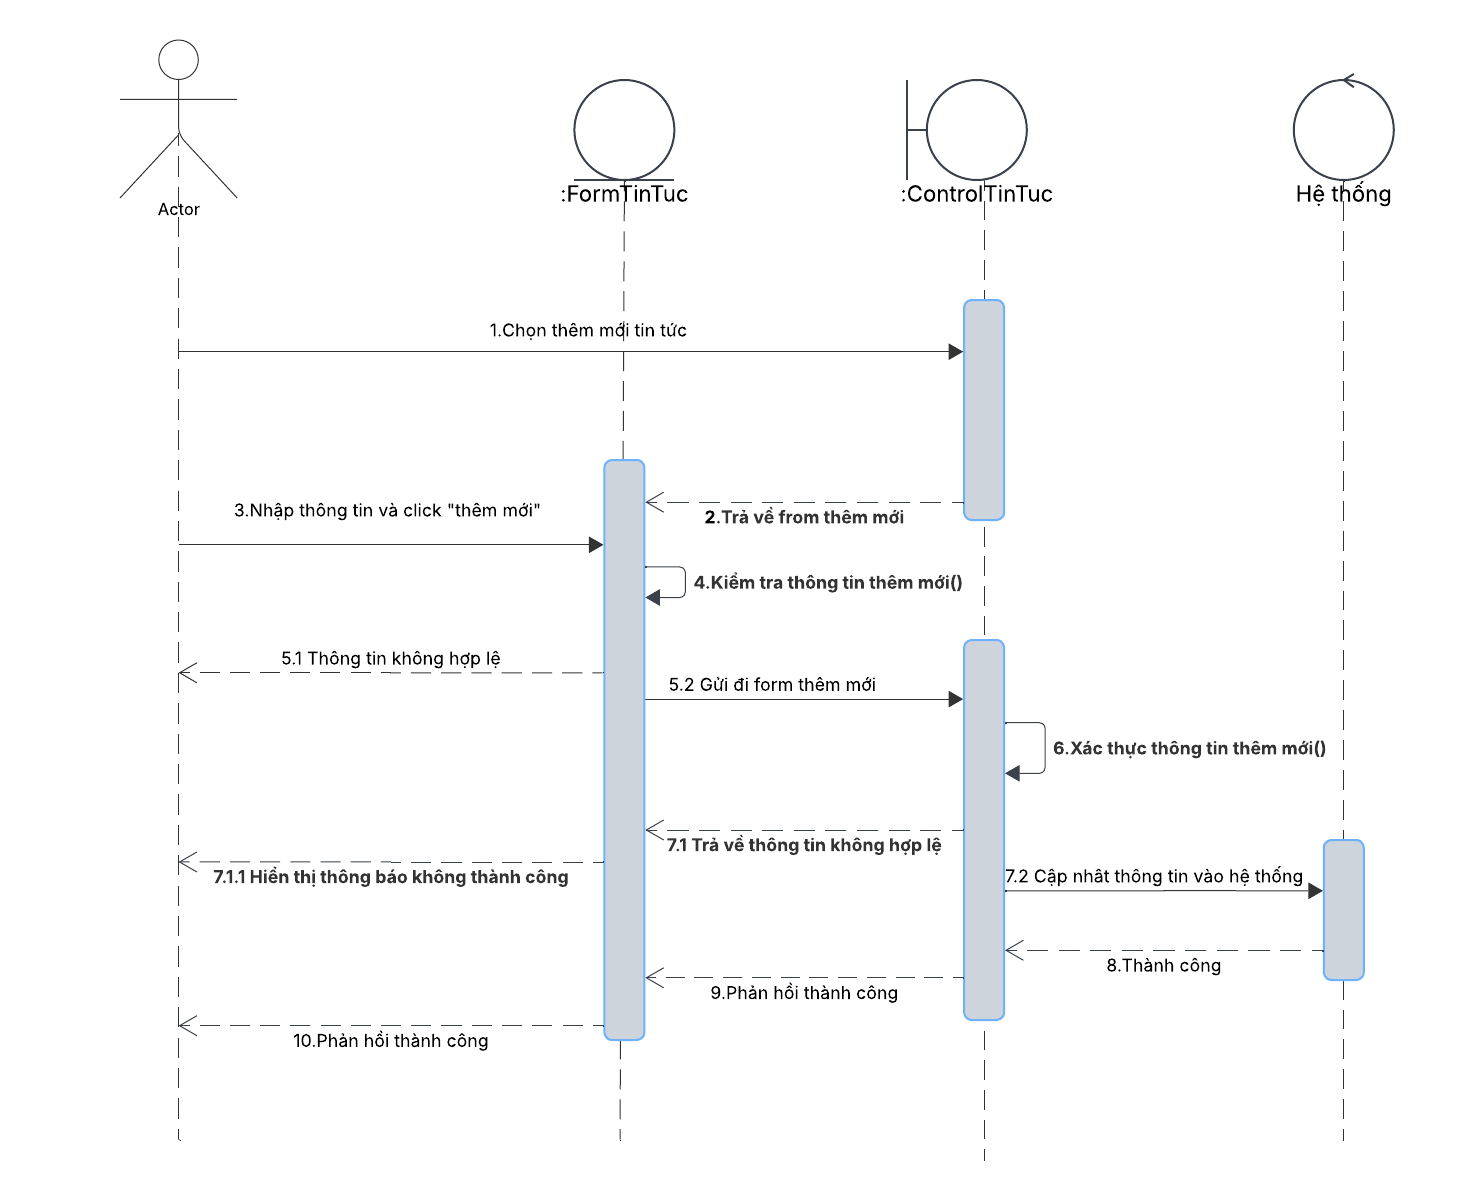 Actor
:FormTinTuc
:ControlTinTuc
Hệ thống
1.Chọn thêm mới tin tức
2.Trả về from thêm mới
3.Nhập thông tin và click "thêm mới"
4.Kiểm tra thông tin thêm mới()
5.1 Thông tin không hợp lệ
5.2 Gửi đi form thêm mới
6.Xác thực thông tin thêm mới()
7.1 Trả về thông tin không hợp lệ
7.1.1 Hiển thị thông báo không thành công
7.2 Cập nhât thông tin vào hệ thống
8.Thành công
9.Phản hồi thành công
10.Phản hồi thành công